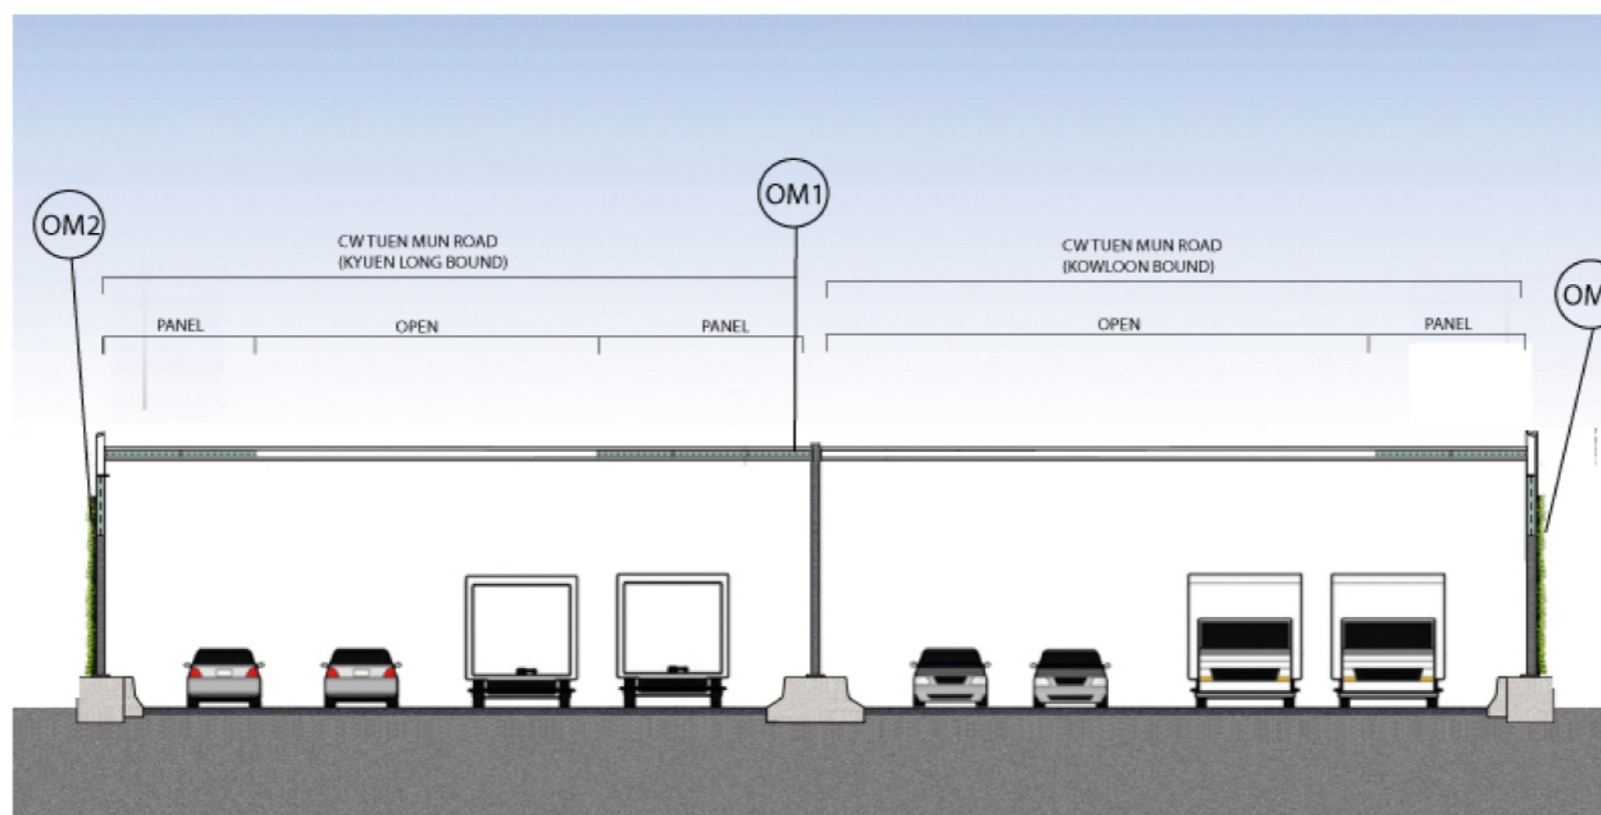 OM1
OM2
CW TUEN MUN ROAD
(KYUEN LONG BOUND)
CW TUEN MUN ROAD
(KOWLOON BOUND)
OM
PANEL
OPEN
PANEL
OPEN
PANEL